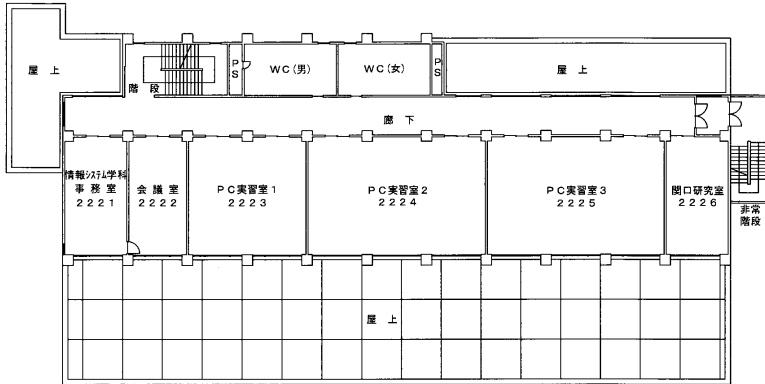 屋上
階段
PS
WC(男)
WC(女)
PS
屋上
廊下
情報システム学科
事務室
2221
会議室
2222
PC実習室1
2223
PC実習室2
2224
PC実習室3
2225
関口研究室
2226
非常
階段
屋上